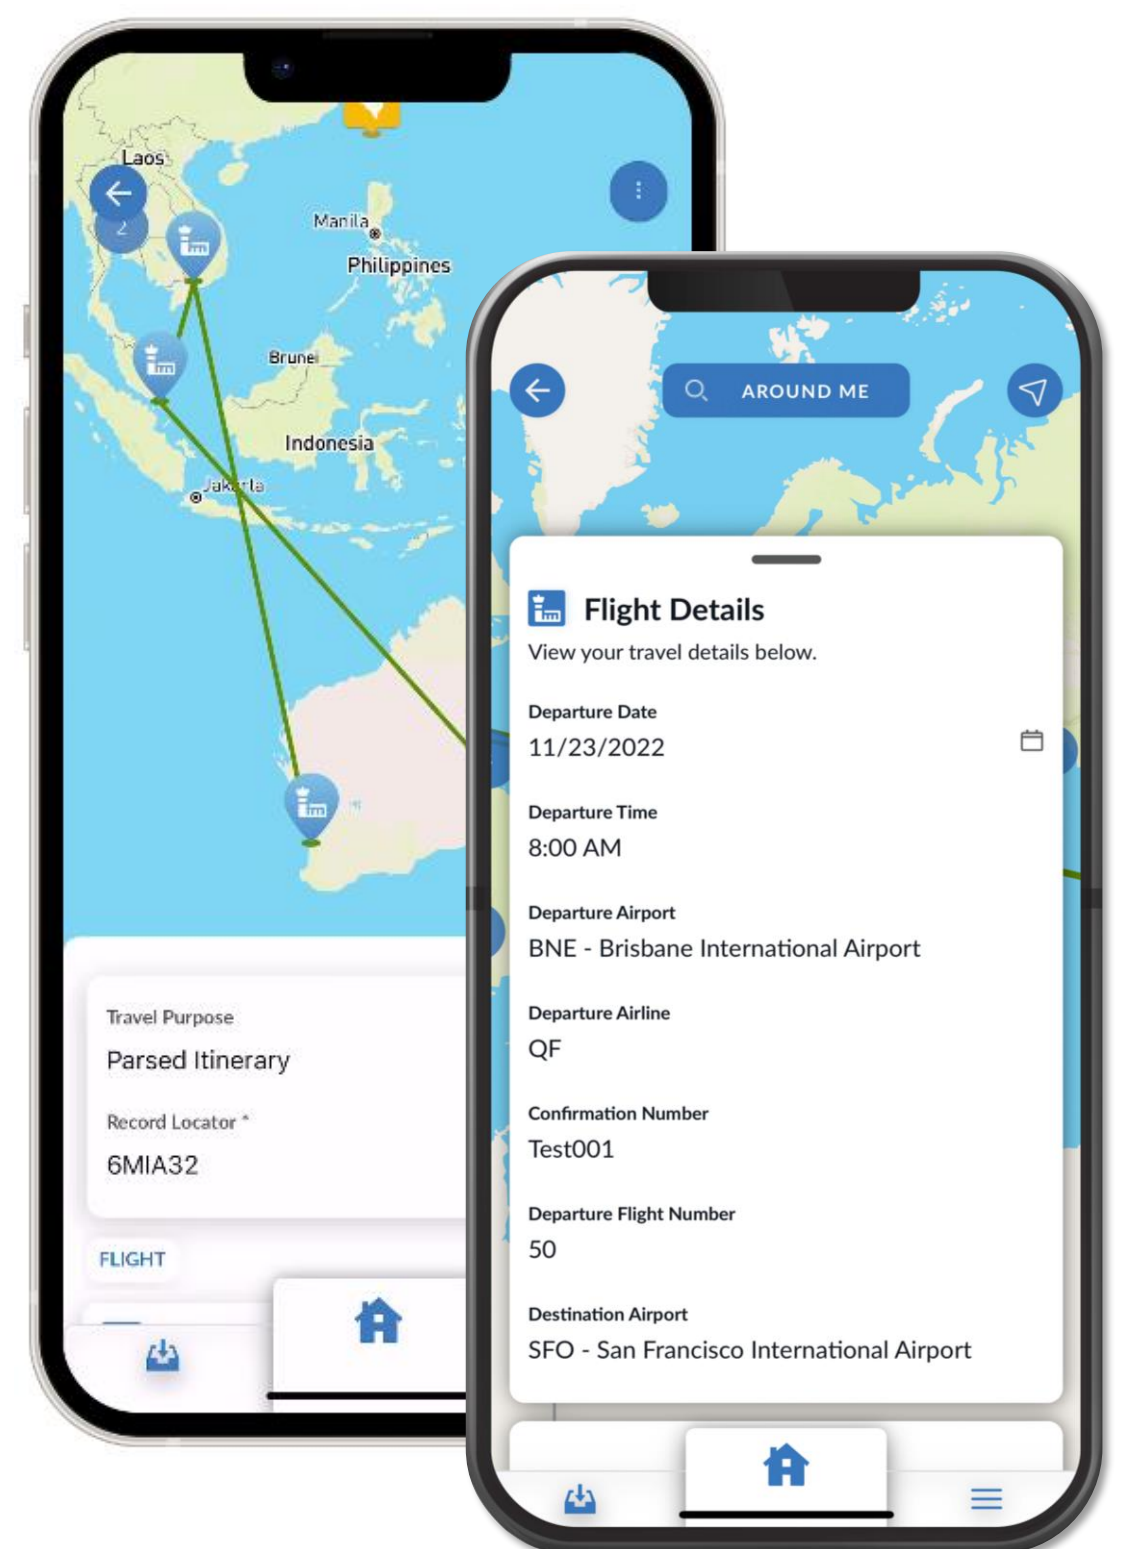 Laos
2
Manila
Philippines
Brunei
Indonesia
Jakarta
Travel Purpose
Parsed Itinerary
Record Locator *
6MIA32
FLIGHT
AROUND ME
Flight Details
View your travel details below.
Departure Date
11/23/2022
Departure Time
8:00 AM
Departure Airport
BNE - Brisbane International Airport
Departure Airline
QF
Confirmation Number
Test001
Departure Flight Number
50
Destination Airport
SFO - San Francisco International Airport